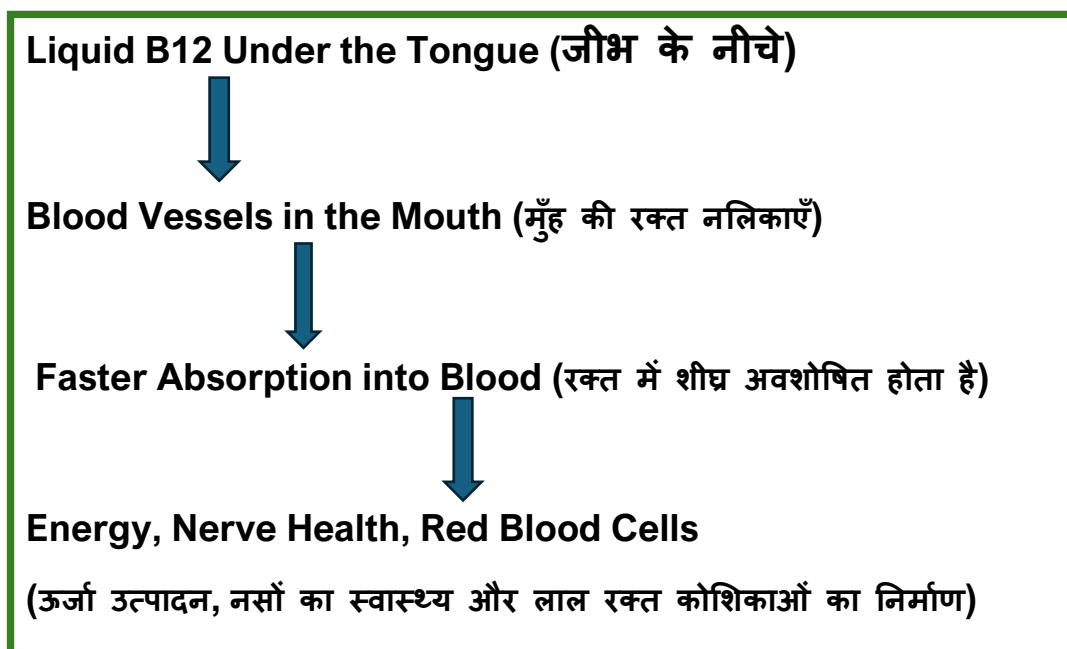 Liquid B12 Under the Tongue (जीभ के नीचे)
Blood Vessels in the Mouth (मुँह की रक्त नलिकाएँ)
Faster Absorption into Blood (रक्त में शीघ्र अवशोषित होता है)
Energy, Nerve Health, Red Blood Cells
(ऊर्जा उत्पादन, नसों का स्वास्थ्य और लाल रक्त कोशिकाओं का निर्माण)